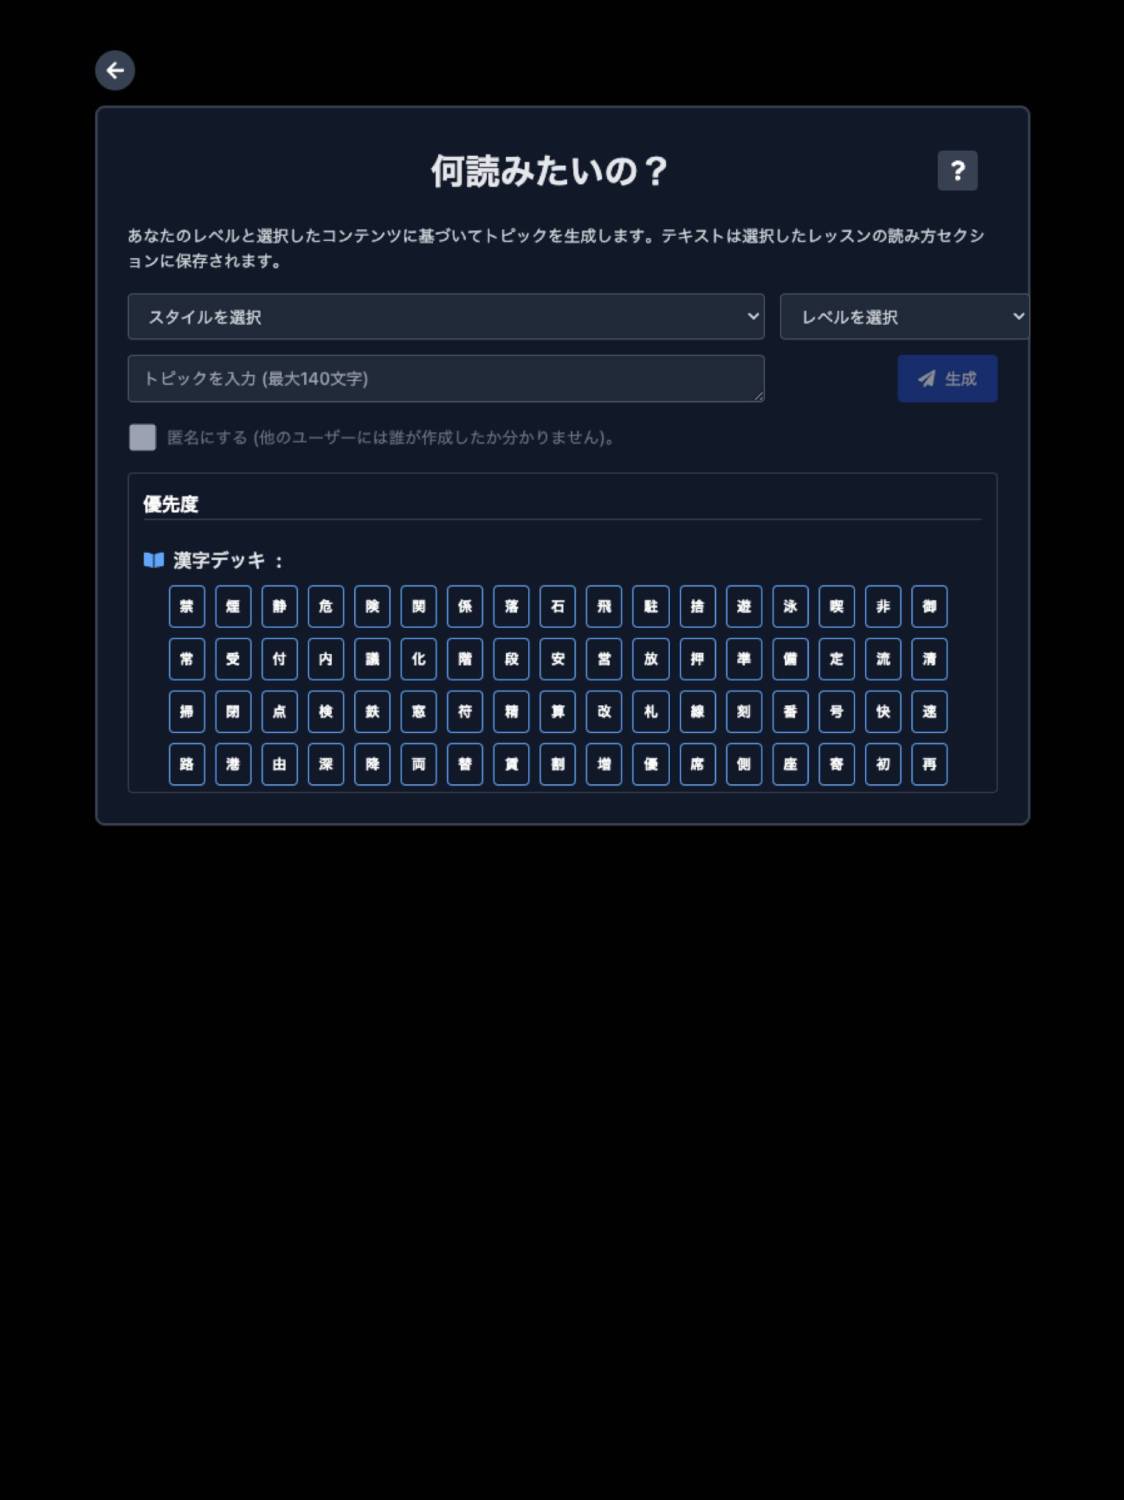 何読みたいの？
?
あなたのレベルと選択したコンテンツに基づいてトピックを生成します。テキストは選択したレッスンの読み方セクシ
ョンに保存されます。
スタイルを選択 レベルを選択
トピックを入力 (最大140文字) 生成
匿名にする (他のユーザーには誰が作成したか分かりません)。
優先度
漢字デッキ :
禁 煙 静 危 険 関 係 落 石 飛 駐 捨 遊 泳 喫 非 御
常 受 付 内 議 化 階 段 安 営 放 押 準 備 定 流 清
掃 閉 点 検 鉄 窓 符 精 算 改 札 線 刻 番 号 快 速
路 港 由 深 降 両 替 賃 割 増 優 席 側 座 寄 初 再